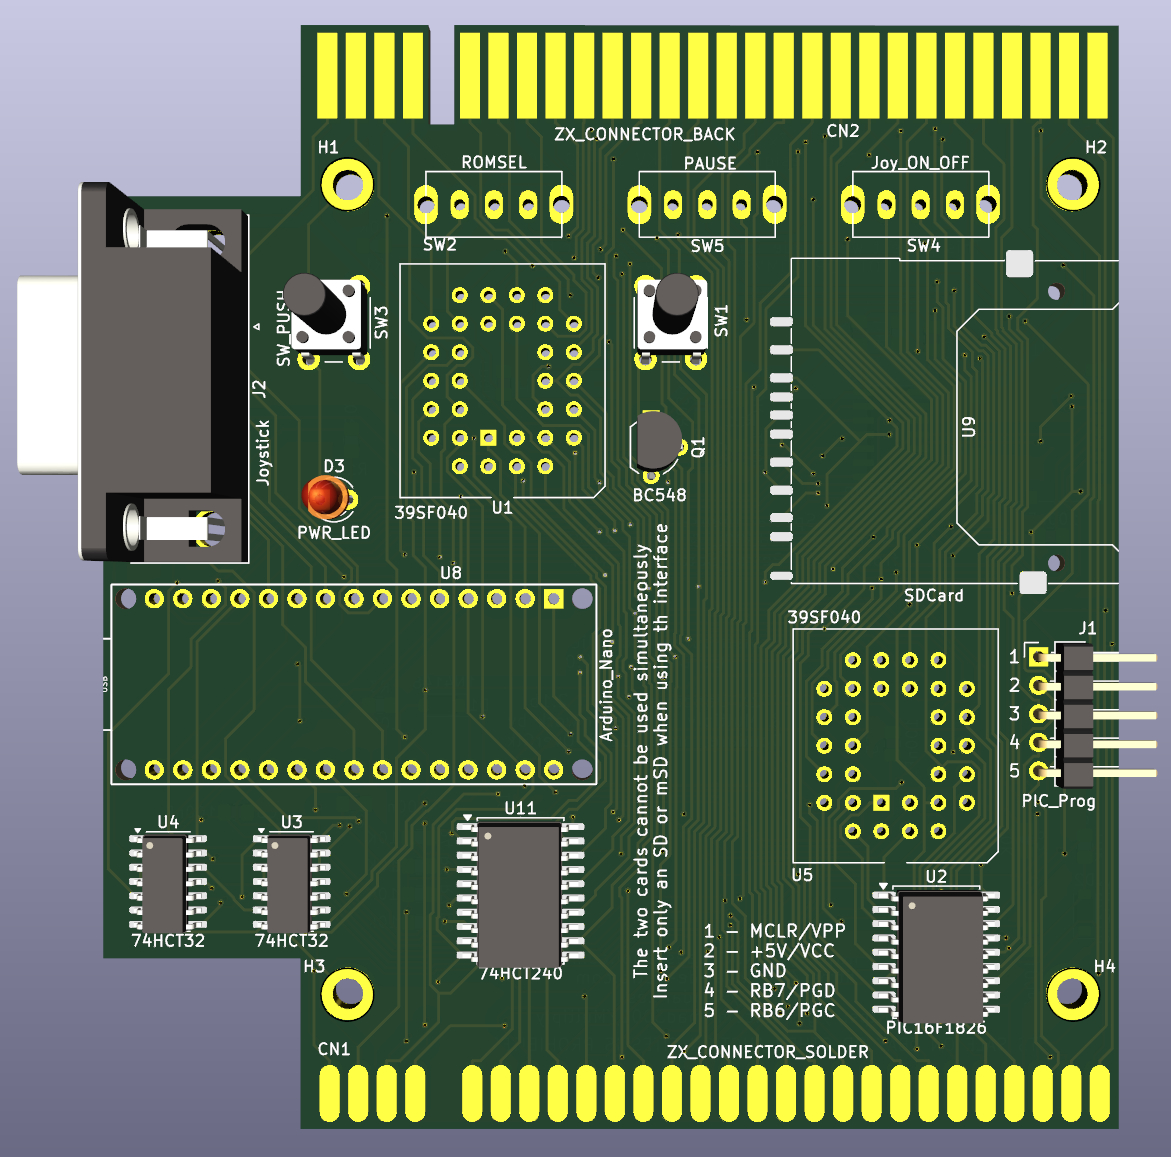 ZX_CONNECTOR_BACK
CN2
H1
H2
ROMSEL
PAUSE
Joy_ON_OFF
SW2
SW5
SW4
SW_PUSH
SW3
SW1
J2
Joystick
U9
Q1
D3
PWR_LED
BC548
39SF040
U1
U8
SDCard
39SF040
J1
USB
Arduino_Nano
The two cards cannot be used simultaneously
Insert only an SD or mSD when using th interface
1
2
3
4
5
PIC_Prog
U4
U3
U11
U5
U2
74HCT32
74HCT32
74HCT240
1 – MCLR/VPP
2 – +5V/VCC
3 – GND
4 – RB7/PGD
5 – RB6/PGC
H3
H4
PIC16F1826
CN1
ZX_CONNECTOR_SOLDER